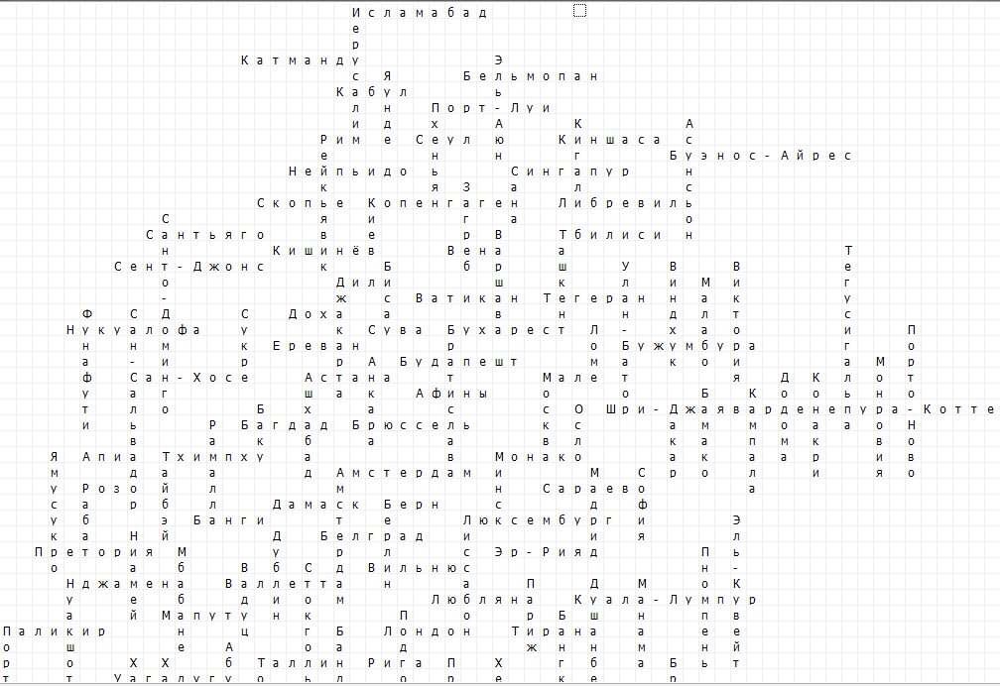 Исламабад
е
р
Катманду Э
с Я Бельмопан
Кабул ь
л н Порт-Луи
и д х А К А
Рим е Сеул ю Киншаса с
е н н г Буэнос-Айрес
Нейпьидо ь Сингапур н
к я З а л с
Скопье Копенгаген Либревиль
С я и г а о
Сантьяго в е р В Тбилиси н
н Кишинёв Вена а Т
Сент-Джонс к Б б р У В В е
о Дили ш к л и М и г
- ж с Ватикан Тегеран н а к у
Ф С Д С Доха а в н д л т с
Нукуалофа у к Сува Бухарест Л - х а о и П
н н м к Ереван р о Бужумбура г о
а - и р р А Будапешт м а к о и а М р
ф Сан-Хосе Астана т Мале т я Д К л о т
у а г ш а к Афины о о Б К о о ь н о
т л о Б х а с с О Шри-Джаяварденепура-Котте
и ь Р Багдад Брюссель к с а м м о а а о Н
в а к б а а в л к а п м к в о
Я Апиа Тхимпху а в Монако а к а а р и в
м д а а д Амстердам и М С р о л и я о
у Розо й л м н Сараево а
с а р б л Дамаск Берн с д ф
у б э Банги т е Люксембург и Э
к а Н й Д Белград и и я л
Претория М у р л с Эр-Рияд П ь
о а б В б С д Вильнюс н -
Нджамена Валлетта н а П Д М о К
у е б д и о м Любляна Куала-Лумпур
а й Мапуту н к П о р Б ш н а п в
Паликир н ц г Б Лондон Тирана н а е е
о ш е А о а д ж н н м н й
р о Х Х б Таллин Рига П Х г б а Б ь т
т т Уагадугу о ь д о р е к е р